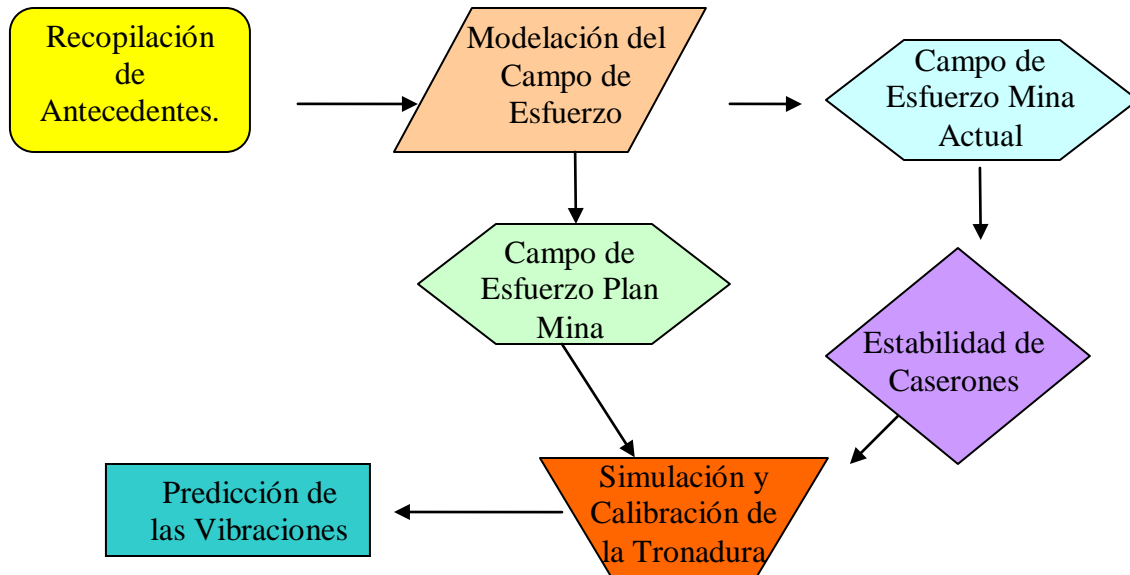 Recopilación
de
Antecedentes.
Modelación del
Campo de
Esfuerzo
Campo de
Esfuerzo Mina
Actual
Campo de
Esfuerzo Plan
Mina
Estabilidad de
Caserones
Simulación y
Calibración de
la Tronadura
Predicción de
las Vibraciones